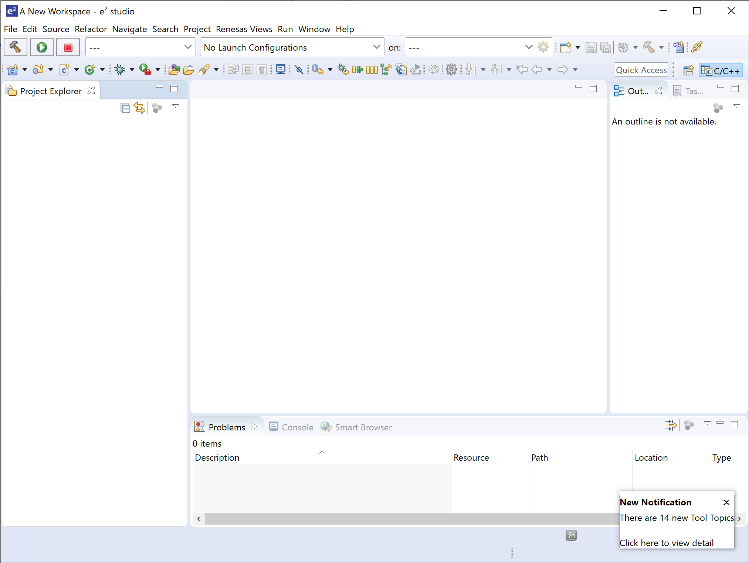 e² A New Workspace - e² studio
File Edit Source Refactor Navigate Search Project Renesas Views Run Window Help
--- No Launch Configurations on: ---
Quick Access C/C++
Project Explorer
Out... Tas...
An outline is not available.
Problems Console Smart Browser
0 items
Description Resource Path Location Type
New Notification
There are 14 new Tool Topics
Click here to view detail